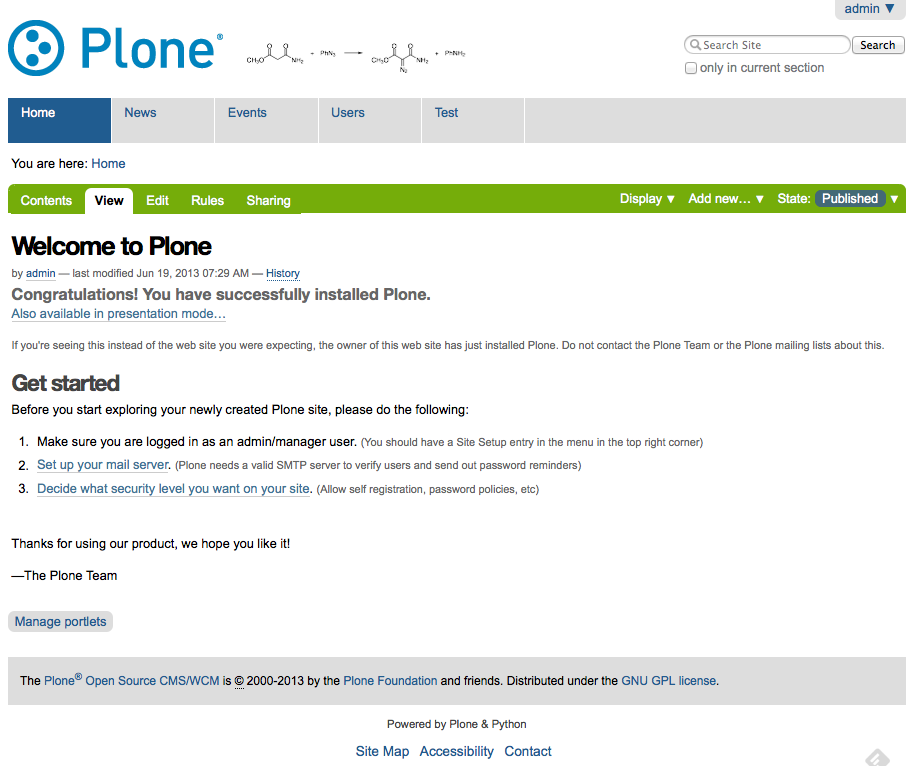 admin ▼
Plone®
CH₃O O O NH₂ + PhN₃ → CH₃O O O NH₂ N₂ + PhNH₂
Search Site Search
only in current section
Home News Events Users Test
You are here: Home
Contents View Edit Rules Sharing Display ▼ Add new… ▼ State: Published ▼
Welcome to Plone
by admin — last modified Jun 19, 2013 07:29 AM — History
Congratulations! You have successfully installed Plone.
Also available in presentation mode…
If you're seeing this instead of the web site you were expecting, the owner of this web site has just installed Plone. Do not contact the Plone Team or the Plone mailing lists about this.
Get started
Before you start exploring your newly created Plone site, please do the following:
1. Make sure you are logged in as an admin/manager user. (You should have a Site Setup entry in the menu in the top right corner)
2. Set up your mail server. (Plone needs a valid SMTP server to verify users and send out password reminders)
3. Decide what security level you want on your site. (Allow self registration, password policies, etc)
Thanks for using our product, we hope you like it!
—The Plone Team
Manage portlets
The Plone® Open Source CMS/WCM is © 2000-2013 by the Plone Foundation and friends. Distributed under the GNU GPL license.
Powered by Plone & Python
Site Map Accessibility Contact